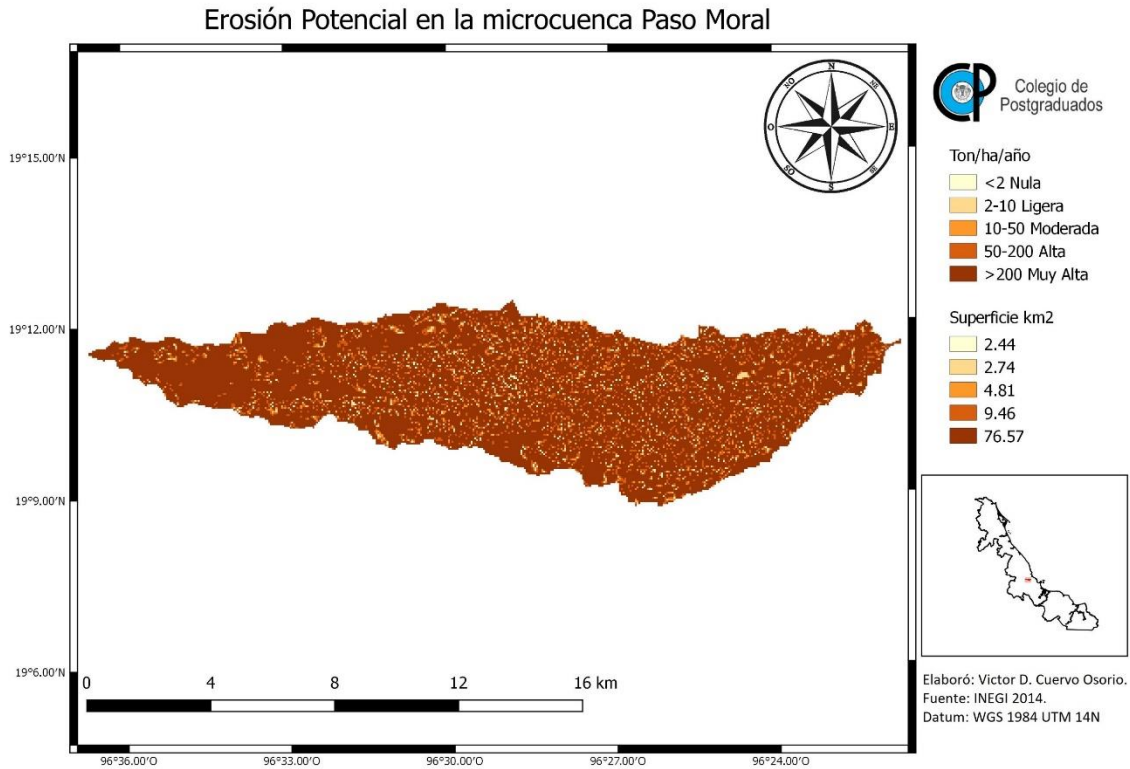 Erosión Potencial en la microcuenca Paso Moral
N
NE
E
SE
S
SO
O
NO
CP
Colegio de
Postgraduados
Ton/ha/año
<2 Nula
2-10 Ligera
10-50 Moderada
50-200 Alta
>200 Muy Alta
Superficie km2
2.44
2.74
4.81
9.46
76.57
19°15.00'N
19°12.00'N
19°9.00'N
19°6.00'N
0 4 8 12 16 km
96°36.00'O 96°33.00'O 96°30.00'O 96°27.00'O 96°24.00'O
Elaboró: Victor D. Cuervo Osorio.
Fuente: INEGI 2014.
Datum: WGS 1984 UTM 14N